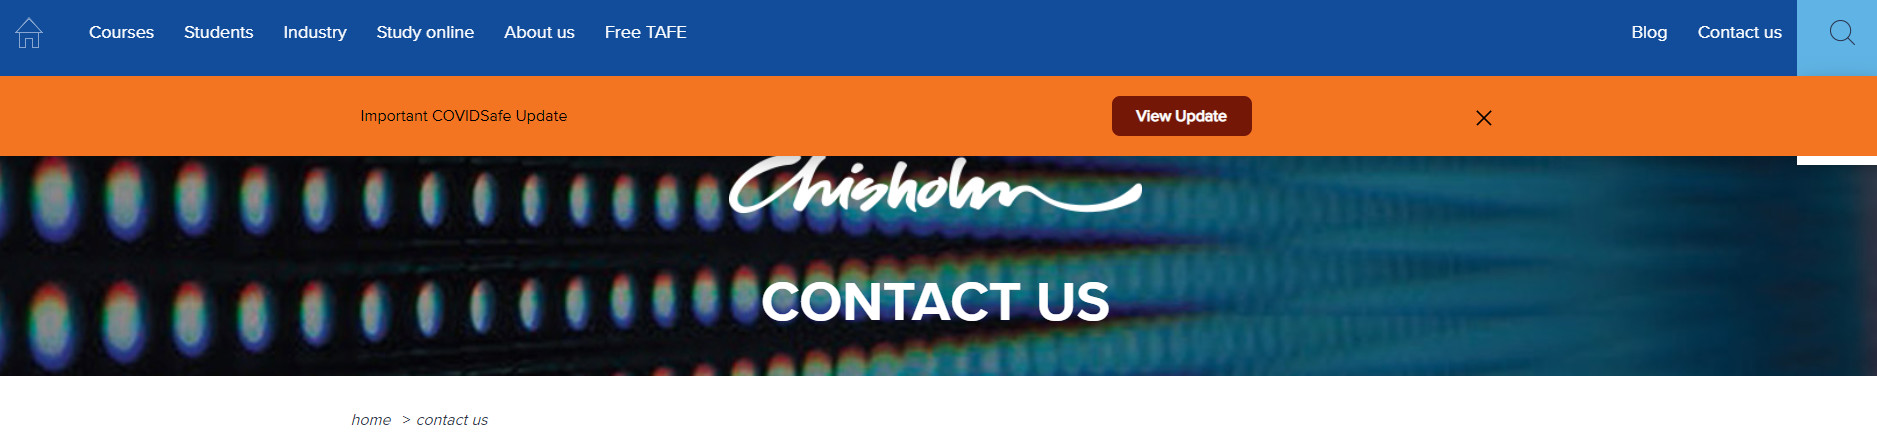 Courses Students Industry Study online About us Free TAFE Blog Contact us
Important COVIDSafe Update View Update
Chisholm
CONTACT US
home > contact us